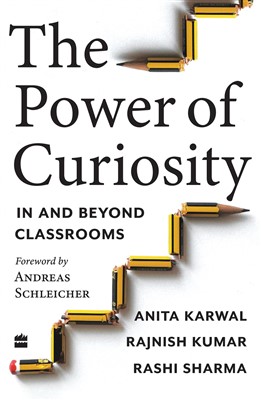 The
Power of
Curiosity
IN AND BEYOND
CLASSROOMS
Foreword by
ANDREAS
SCHLEICHER
ANITA KARWAL
RAJNISH KUMAR
RASHI SHARMA